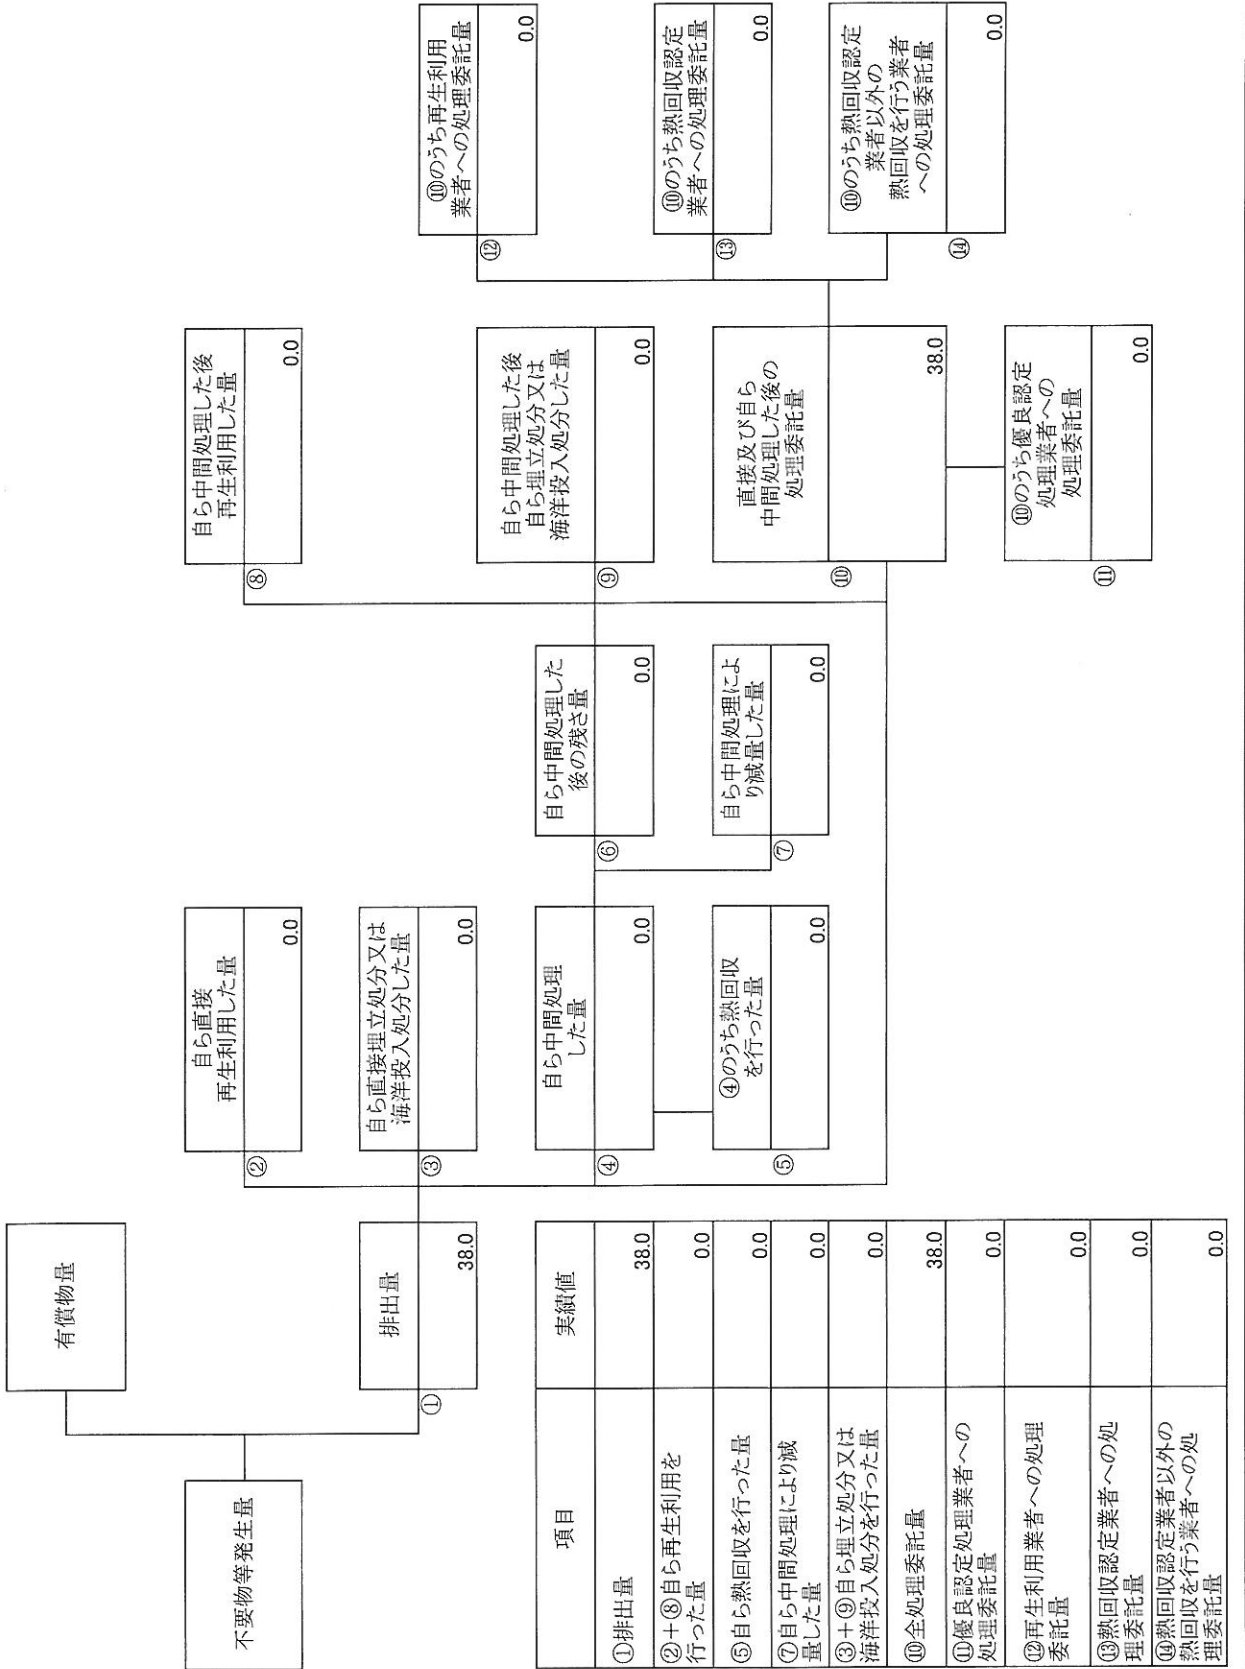 不要物等発生量
有償物量
排出量
①
38.0
自ら直接
再生利用した量
②
0.0
自ら直接埋立処分又は
海洋投入処分した量
③
0.0
自ら中間処理
した量
④
0.0
④のうち熱回収
を行った量
⑤
0.0
自ら中間処理した
後の残さ量
⑥
0.0
自ら中間処理によ
り減量した量
⑦
0.0
自ら中間処理した後
再生利用した量
⑧
0.0
自ら中間処理した後
自ら埋立処分又は
海洋投入処分した量
⑨
0.0
直接及び自ら
中間処理した後の
処理委託量
⑩
38.0
⑩のうち優良認定
処理業者への
処理委託量
⑪
0.0
⑩のうち再生利用
業者への処理委託量
⑫
0.0
⑩のうち熱回収認定
業者への処理委託量
⑬
0.0
⑩のうち熱回収認定
業者以外の
熱回収を行う業者
への処理委託量
⑭
0.0
項目 実績値
①排出量 38.0
②+⑧自ら再生利用を
行った量 0.0
⑤自ら熱回収を行った量 0.0
⑦自ら中間処理により減
量した量 0.0
③+⑨自ら埋立処分又は
海洋投入処分を行った量 0.0
⑩全処理委託量 38.0
⑪優良認定処理業者への
処理委託量 0.0
⑫再生利用業者への処理
委託量 0.0
⑬熱回収認定業者への処
理委託量 0.0
⑭熱回収認定業者以外の
熱回収を行う業者への処
理委託量 0.0